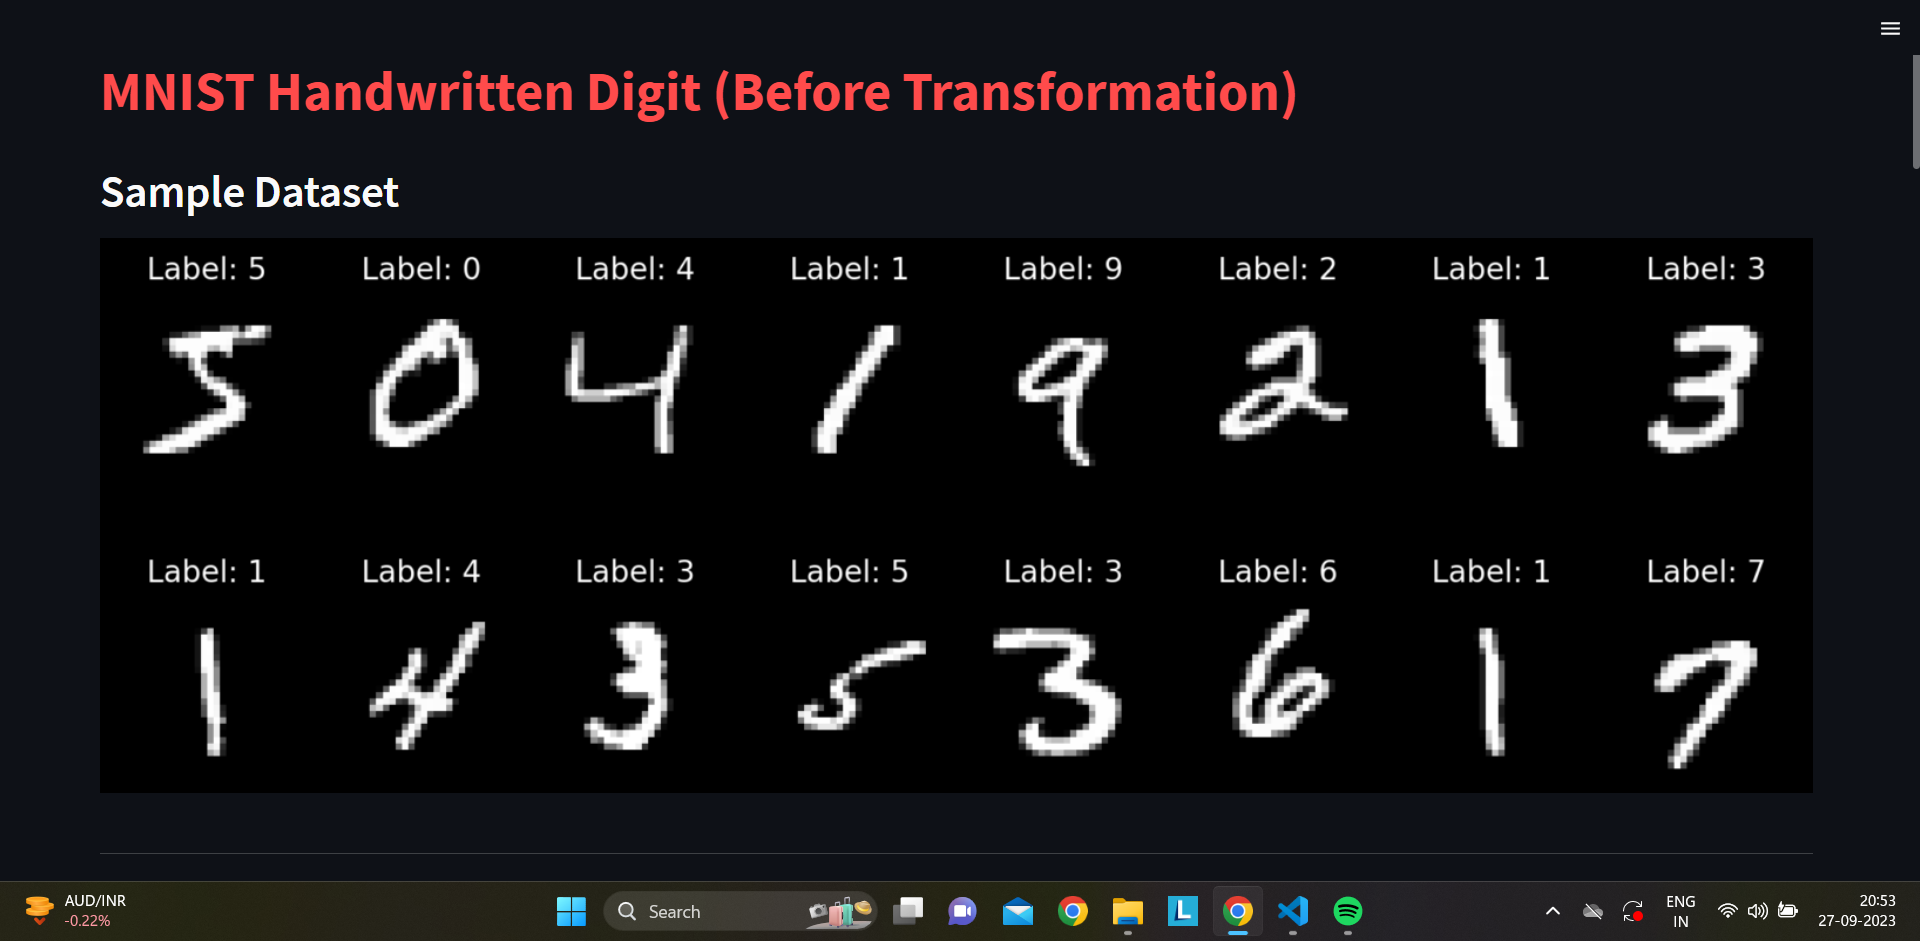 MNIST Handwritten Digit (Before Transformation)
Sample Dataset
Label: 5 Label: 0 Label: 4 Label: 1 Label: 9 Label: 2 Label: 1 Label: 3
5 0 4 1 9 2 1 3
Label: 1 Label: 4 Label: 3 Label: 5 Label: 3 Label: 6 Label: 1 Label: 7
1 4 3 5 3 6 1 7
AUD/INR
-0.22%
Search
L
ENG
IN
20:53
27-09-2023